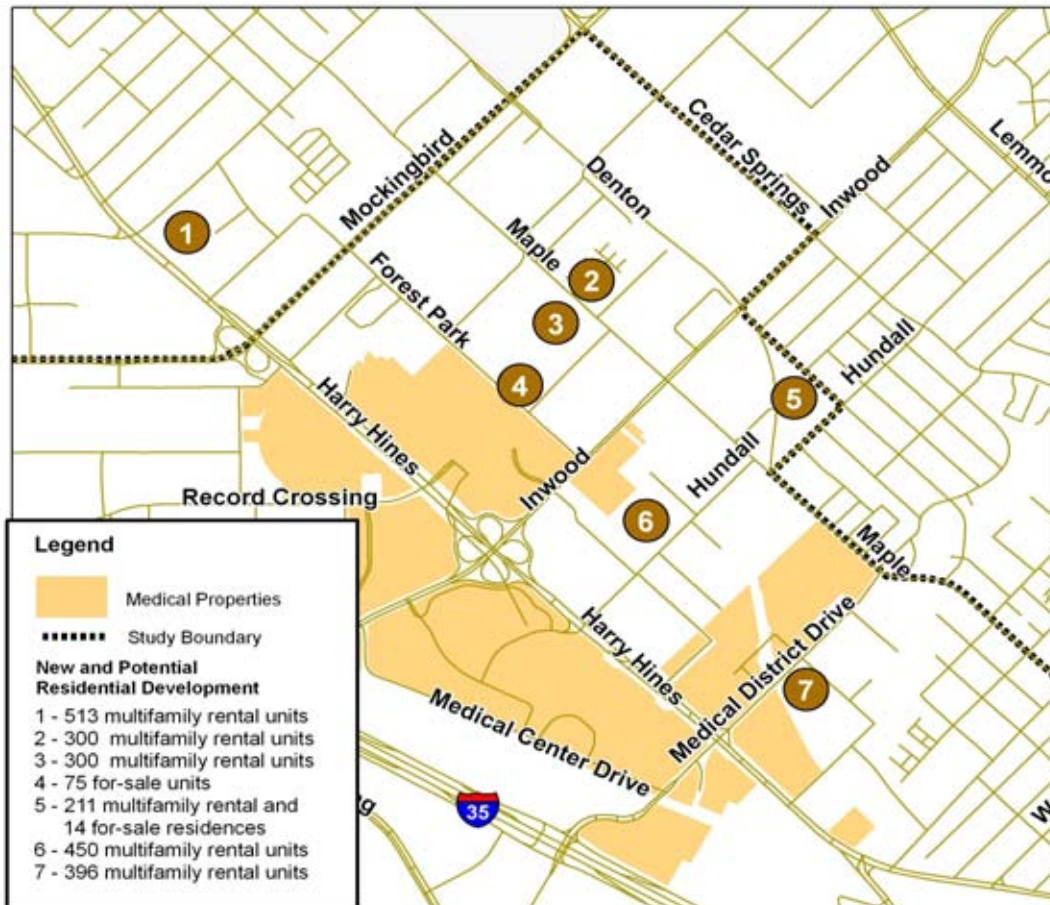 Cedar Springs
Lemmo
Mockingbird
Inwood
Denton
1
Maple
2
Forest Park
3
Hundall
4
5
Harry Hines
Hundall
Inwood
Record Crossing
6
Maple
Harry Hines
Medical District Drive
7
Medical Center Drive
35
W
g
Legend
Medical Properties
Study Boundary
New and Potential
Residential Development
1 - 513 multifamily rental units
2 - 300 multifamily rental units
3 - 300 multifamily rental units
4 - 75 for-sale units
5 - 211 multifamily rental and
14 for-sale residences
6 - 450 multifamily rental units
7 - 396 multifamily rental units